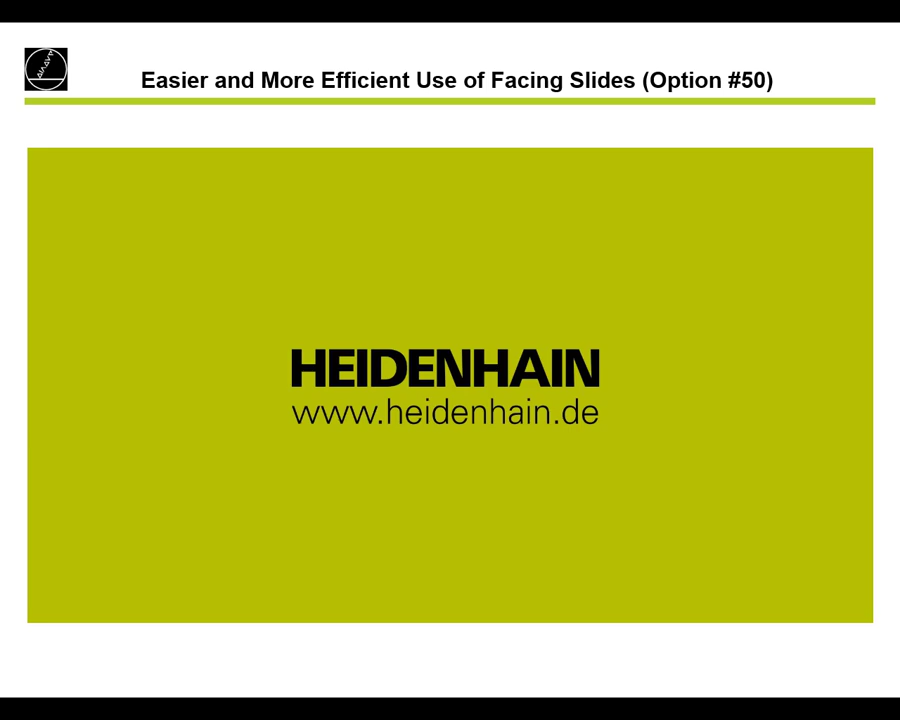 Easier and More Efficient Use of Facing Slides (Option #50)
HEIDENHAIN
www.heidenhain.de